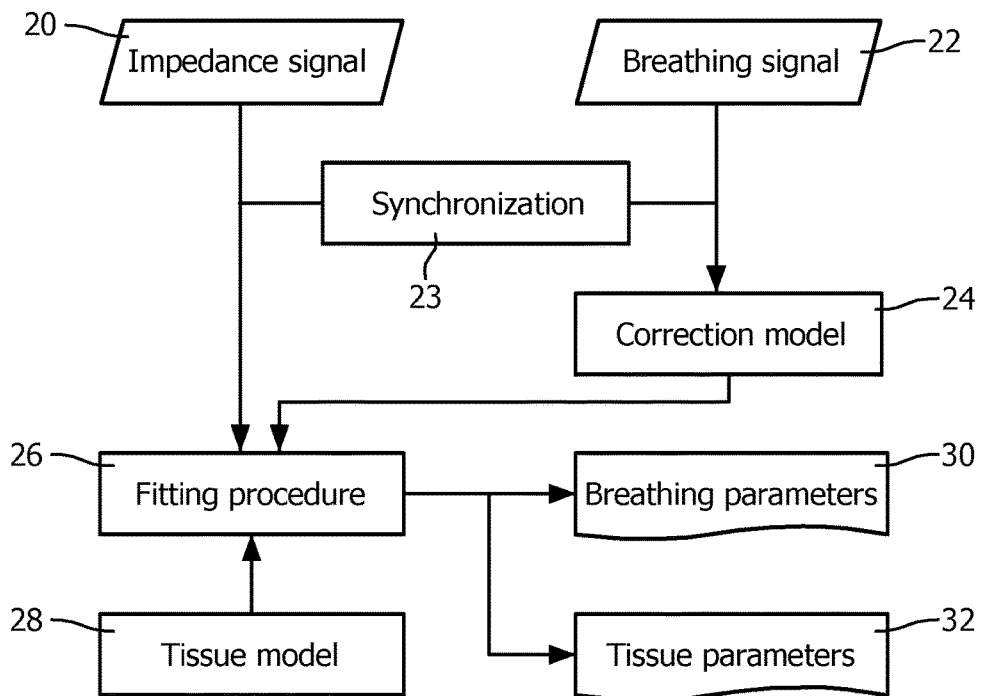 20
Impedance signal
Breathing signal
22
Synchronization
23
24
Correction model
26
Fitting procedure
30
Breathing parameters
28
Tissue model
32
Tissue parameters